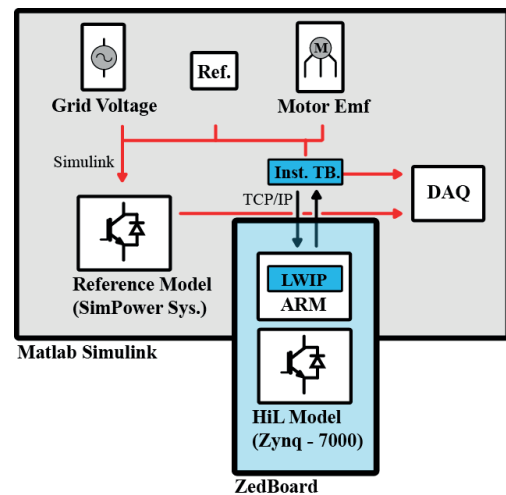 M
Ref.
Grid Voltage
Motor Emf
Simulink
Inst. TB.
TCP/IP
DAQ
Reference Model
(SimPower Sys.)
LWIP
ARM
Matlab Simulink
HiL Model
(Zynq - 7000)
ZedBoard